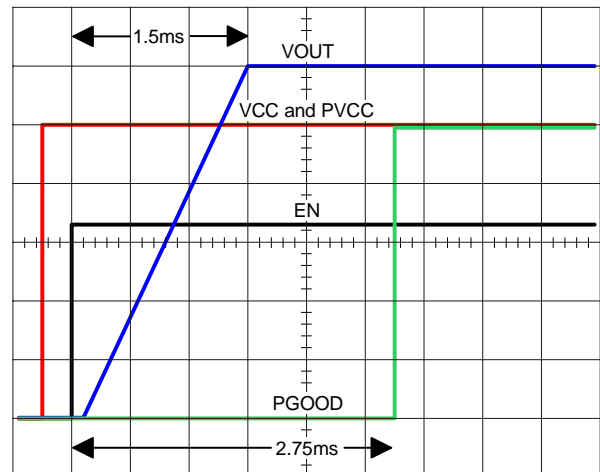 1.5ms
VOUT
VCC and PVCC
EN
PGOOD
2.75ms